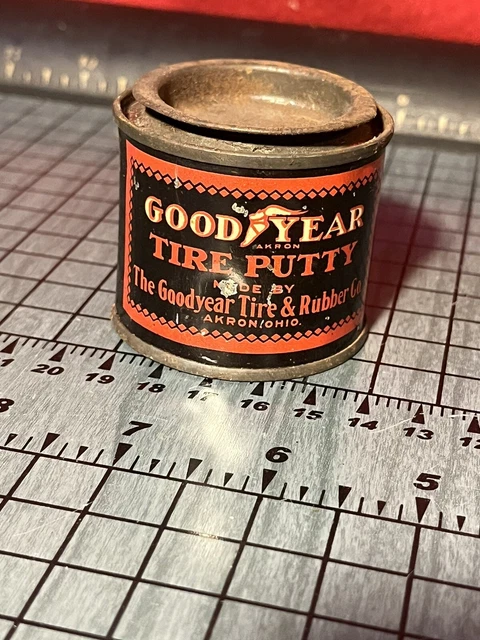 GOODYEAR
AKRON
TIRE PUTTY
MADE BY
The Goodyear Tire & Rubber Co.
AKRON, OHIO.
20 19 18 17 16 15 14 13
8 7 6 5